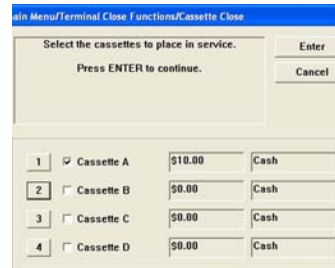 ain Menu/Terminal Close Functions/Cassette Close
Select the cassettes to place in service.
Press ENTER to continue.
Enter
Cancel
1 Cassette A $10.00 Cash
2 Cassette B $0.00 Cash
3 Cassette C $0.00 Cash
4 Cassette D $0.00 Cash